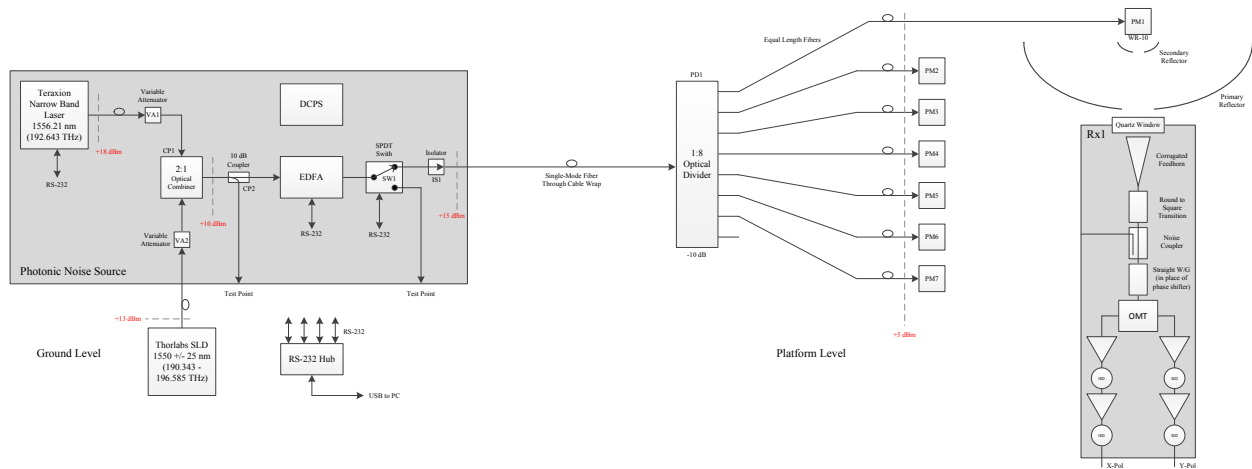 Teraxion
Narrow Band
Laser
1556.21 nm
(192.643 THz)
RS-232
+18 dBm
Variable
Attenuator
VA1
CP1
2:1
Optical
Combiner
+10 dBm
10 dB
Coupler
CP2
DCPS
EDFA
RS-232
SPDT
Swith
SW1
RS-232
Isolator
IS1
+15 dBm
Variable
Attenuator
VA2
Photonic Noise Source
Test Point
Test Point
+13 dBm
Thorlabs SLD
1550 +/- 25 nm
(190.343 -
196.585 THz)
Ground Level
RS-232
RS-232 Hub
USB to PC
Single-Mode Fiber
Through Cable Wrap
PD1
1:8
Optical
Divider
-10 dB
Equal Length Fibers
PM1
WR-10
PM2
PM3
PM4
PM5
PM6
PM7
+5 dBm
Platform Level
Secondary
Reflector
Primary
Reflector
Rx1
Quartz Window
Corrugated
Feedhorn
Round to
Square
Transition
Noise
Coupler
Straight W/G
(in place of
phase shifter)
OMT
ISO
ISO
ISO
ISO
X-Pol
Y-Pol